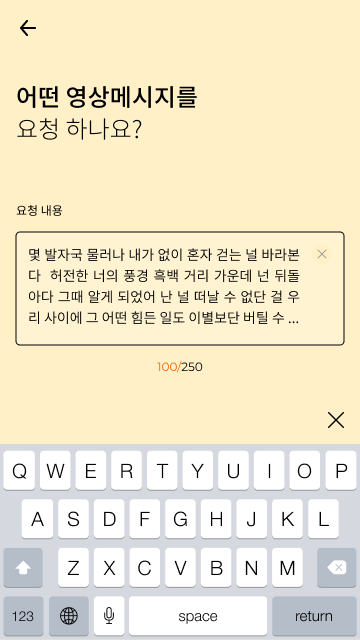 어떤 영상메시지를
요청 하나요?
요청 내용
몇 발자국 물러나 내가 없이 혼자 걷는 널 바라본
다 허전한 너의 풍경 흑백 거리 가운데 넌 뒤돌
아다 그때 알게 되었어 난 널 떠날 수 없단 걸 우
리 사이에 그 어떤 힘든 일도 이별보단 버틸 수 ...
100/250
Q W E R T Y U I O P
A S D F G H J K L
Z X C V B N M
123 space return